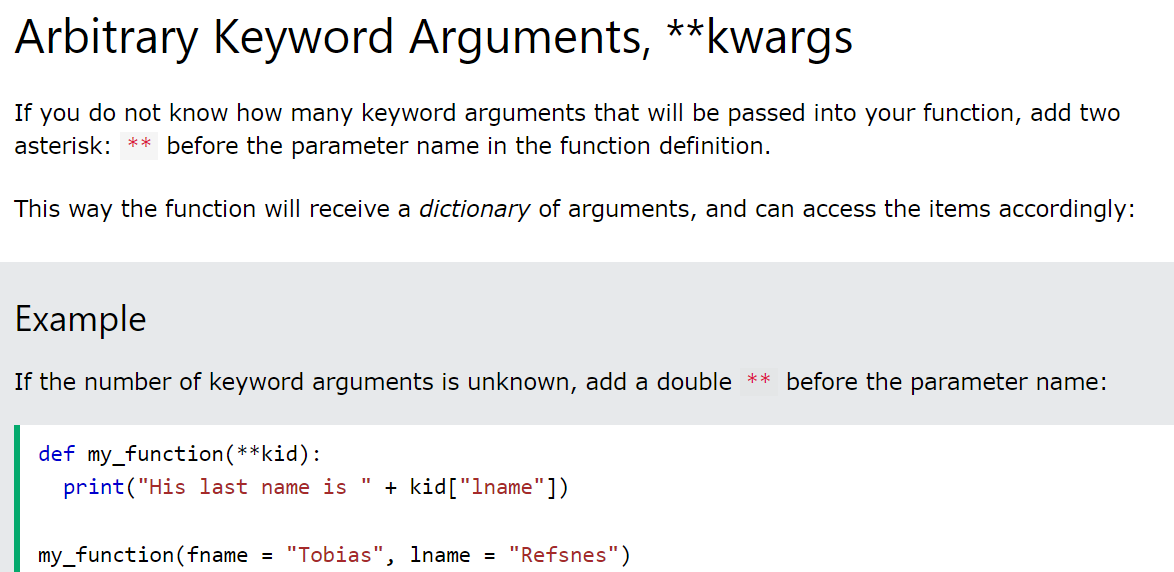 Arbitrary Keyword Arguments, **kwargs
If you do not know how many keyword arguments that will be passed into your function, add two
asterisk: ** before the parameter name in the function definition.
This way the function will receive a dictionary of arguments, and can access the items accordingly:
Example
If the number of keyword arguments is unknown, add a double ** before the parameter name:
def my_function(**kid):
  print("His last name is " + kid["lname"])
my_function(fname = "Tobias", lname = "Refsnes")